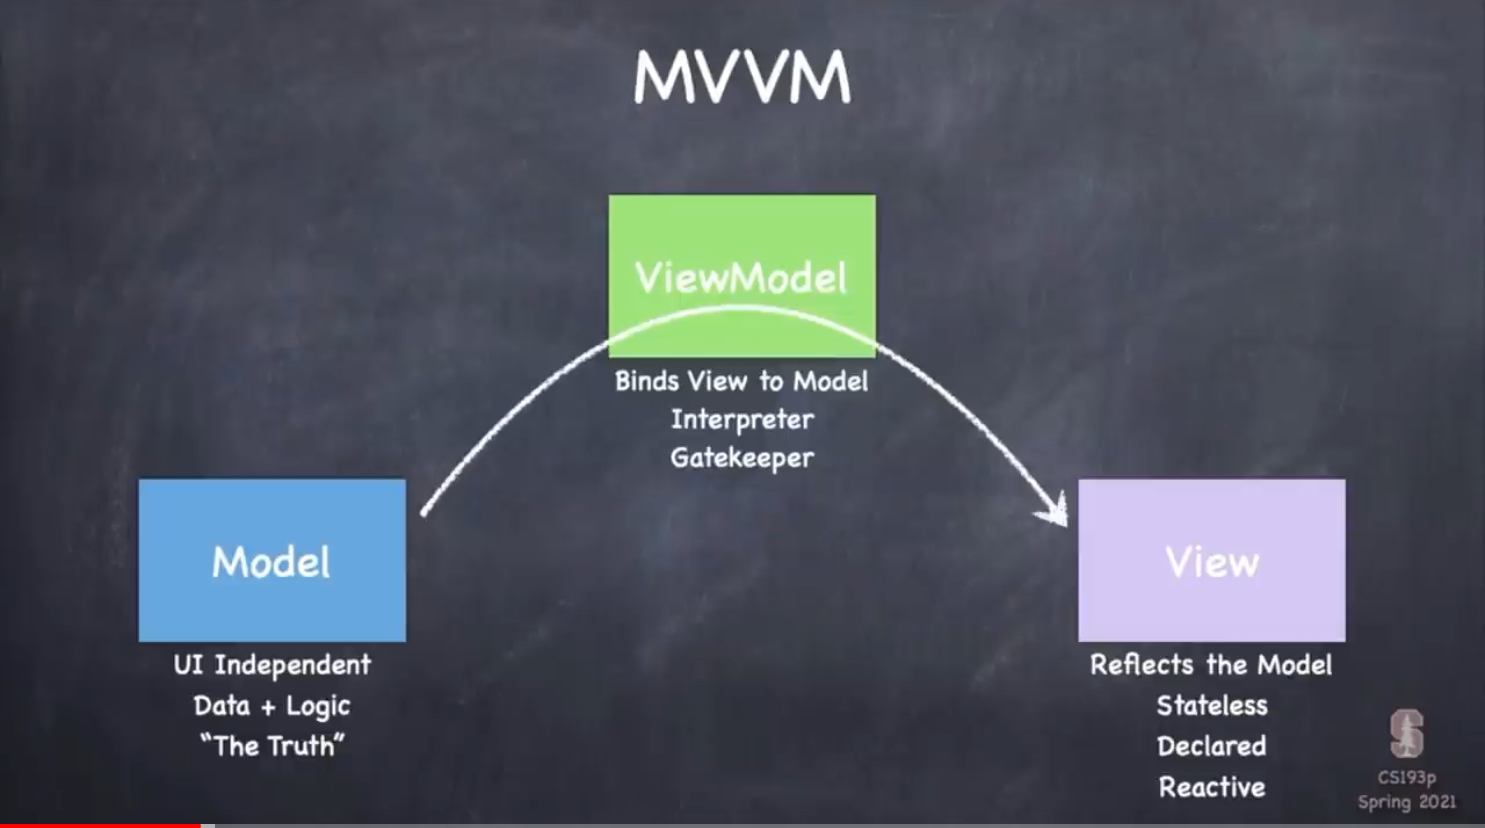 MVVM
ViewModel
Binds View to Model
Interpreter
Gatekeeper
Model
UI Independent
Data + Logic
“The Truth”
View
Reflects the Model
Stateless
Declared
Reactive
S
CS193p
Spring 2021